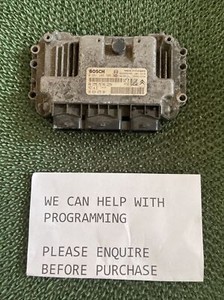 BOSCH
WE CAN HELP WITH
PROGRAMMING
PLEASE ENQUIRE
BEFORE PURCHASE